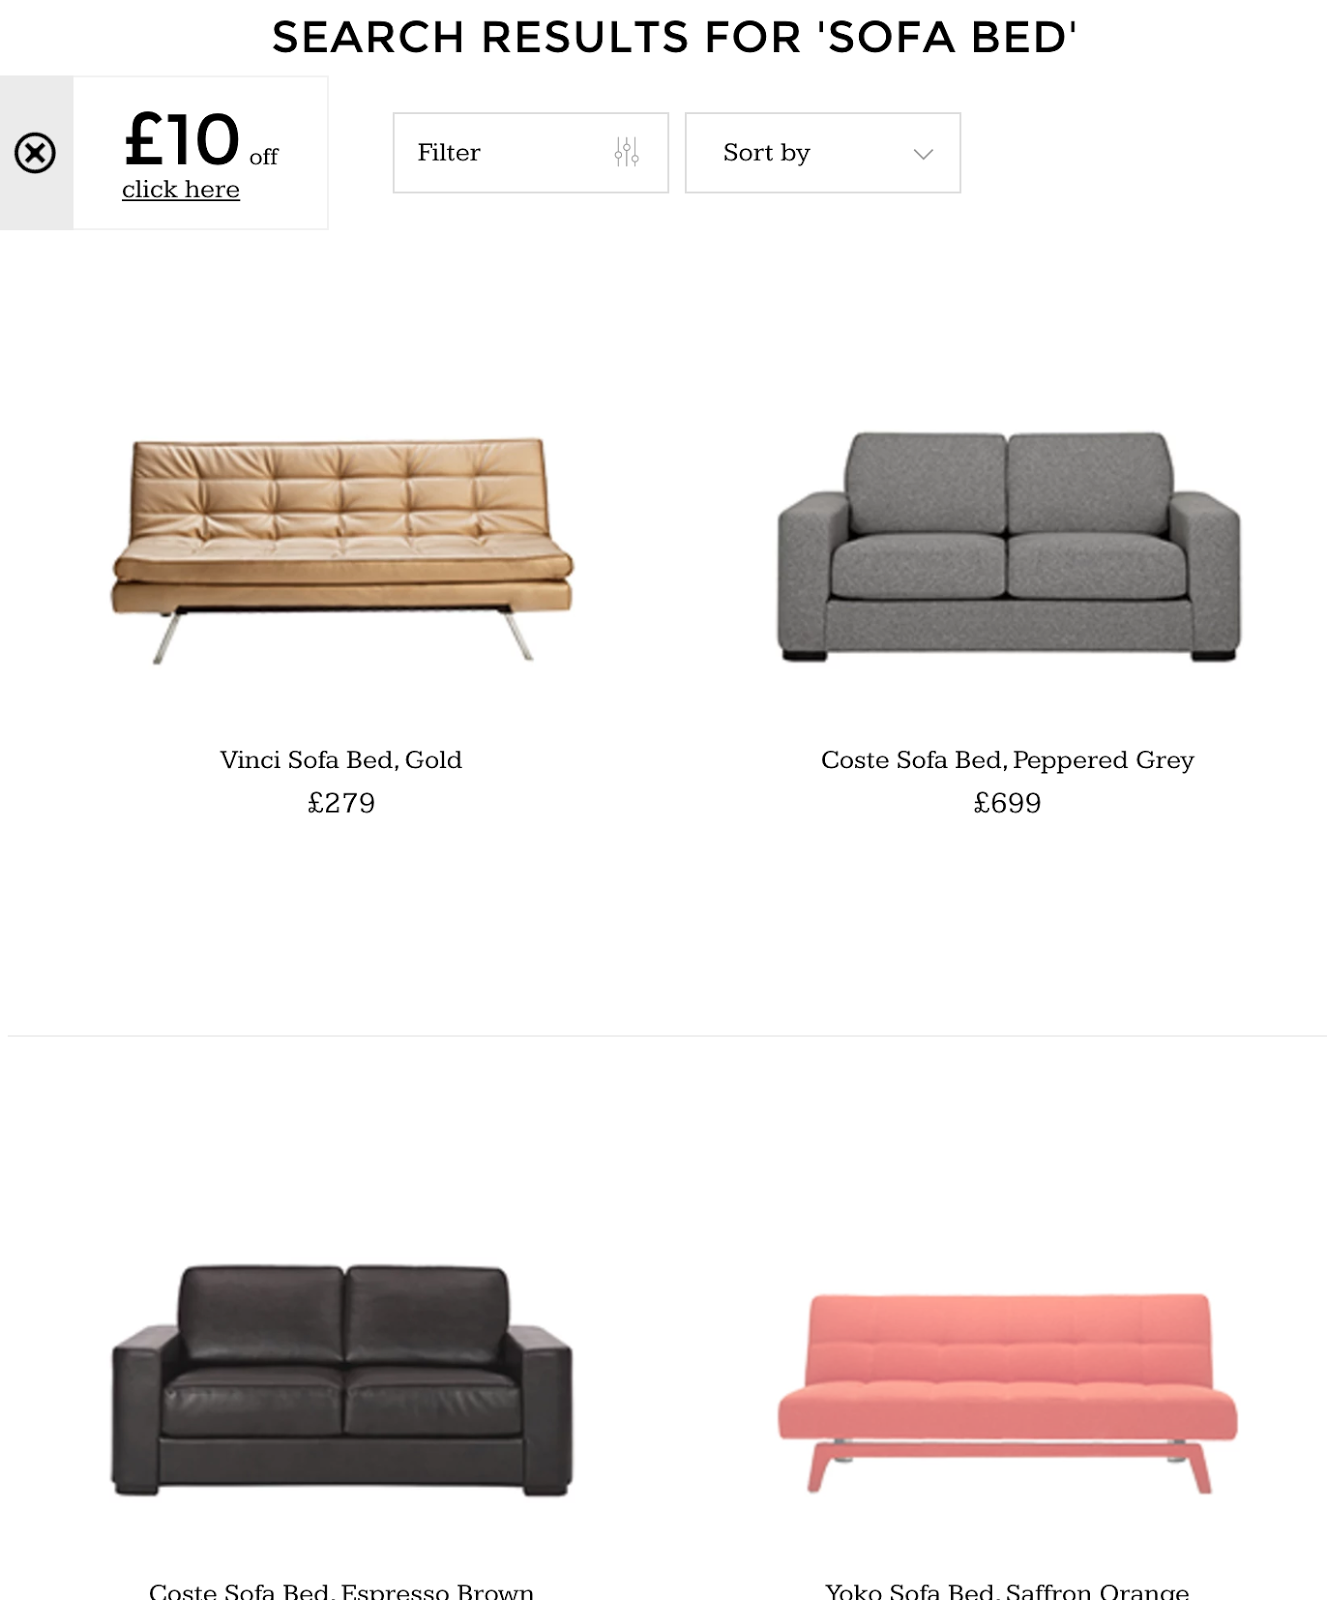 SEARCH RESULTS FOR 'SOFA BED'
£10 off
click here
Filter
Sort by
Vinci Sofa Bed, Gold
£279
Coste Sofa Bed, Peppered Grey
£699
Coste Sofa Bed, Espresso Brown
Yoko Sofa Bed, Saffron Orange